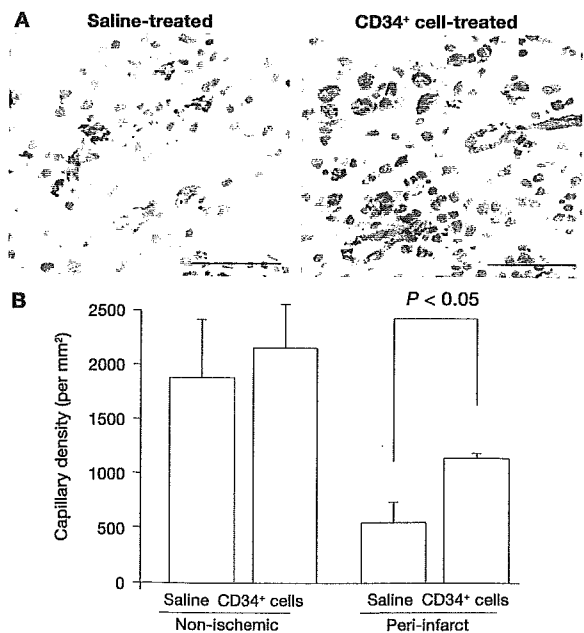 A
Saline-treated
CD34⁺ cell-treated
B
P < 0.05
Capillary density (per mm²)
2500
2000
1500
1000
500
0
Saline CD34⁺ cells Saline CD34⁺ cells
Non-ischemic Peri-infarct